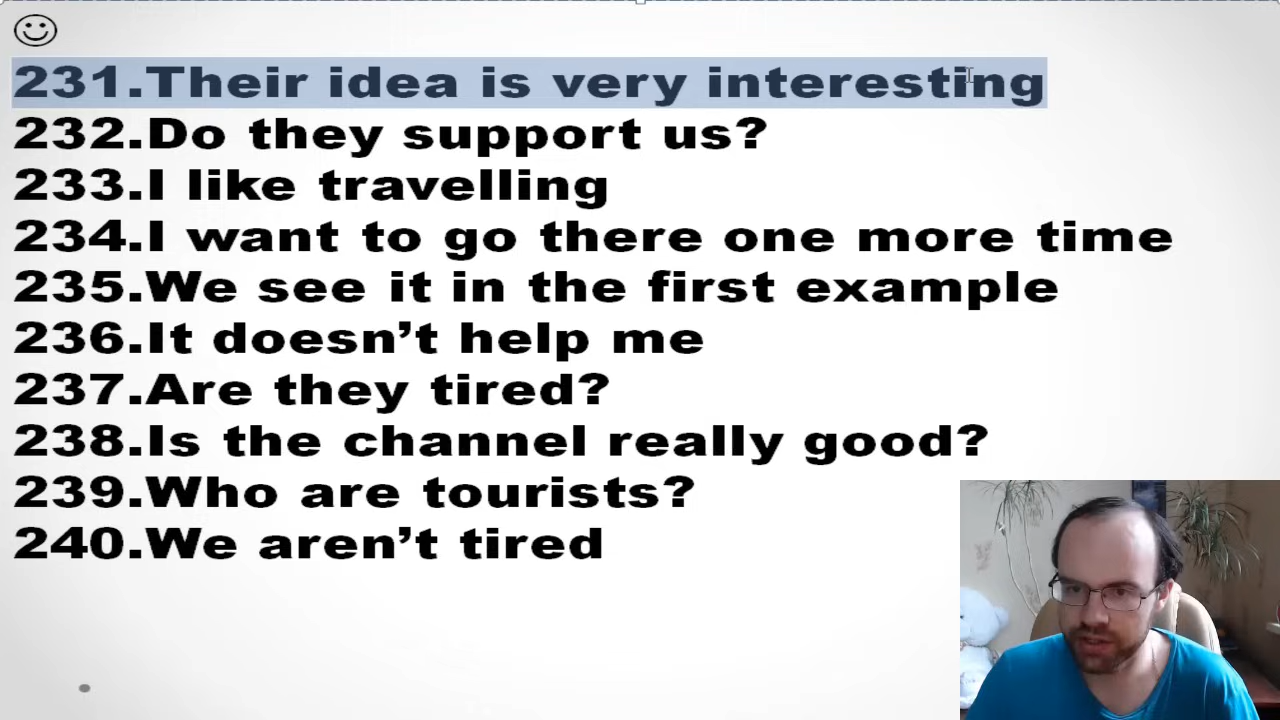 231.Their idea is very interesting
232.Do they support us?
233.I like travelling
234.I want to go there one more time
235.We see it in the first example
236.It doesn’t help me
237.Are they tired?
238.Is the channel really good?
239.Who are tourists?
240.We aren’t tired